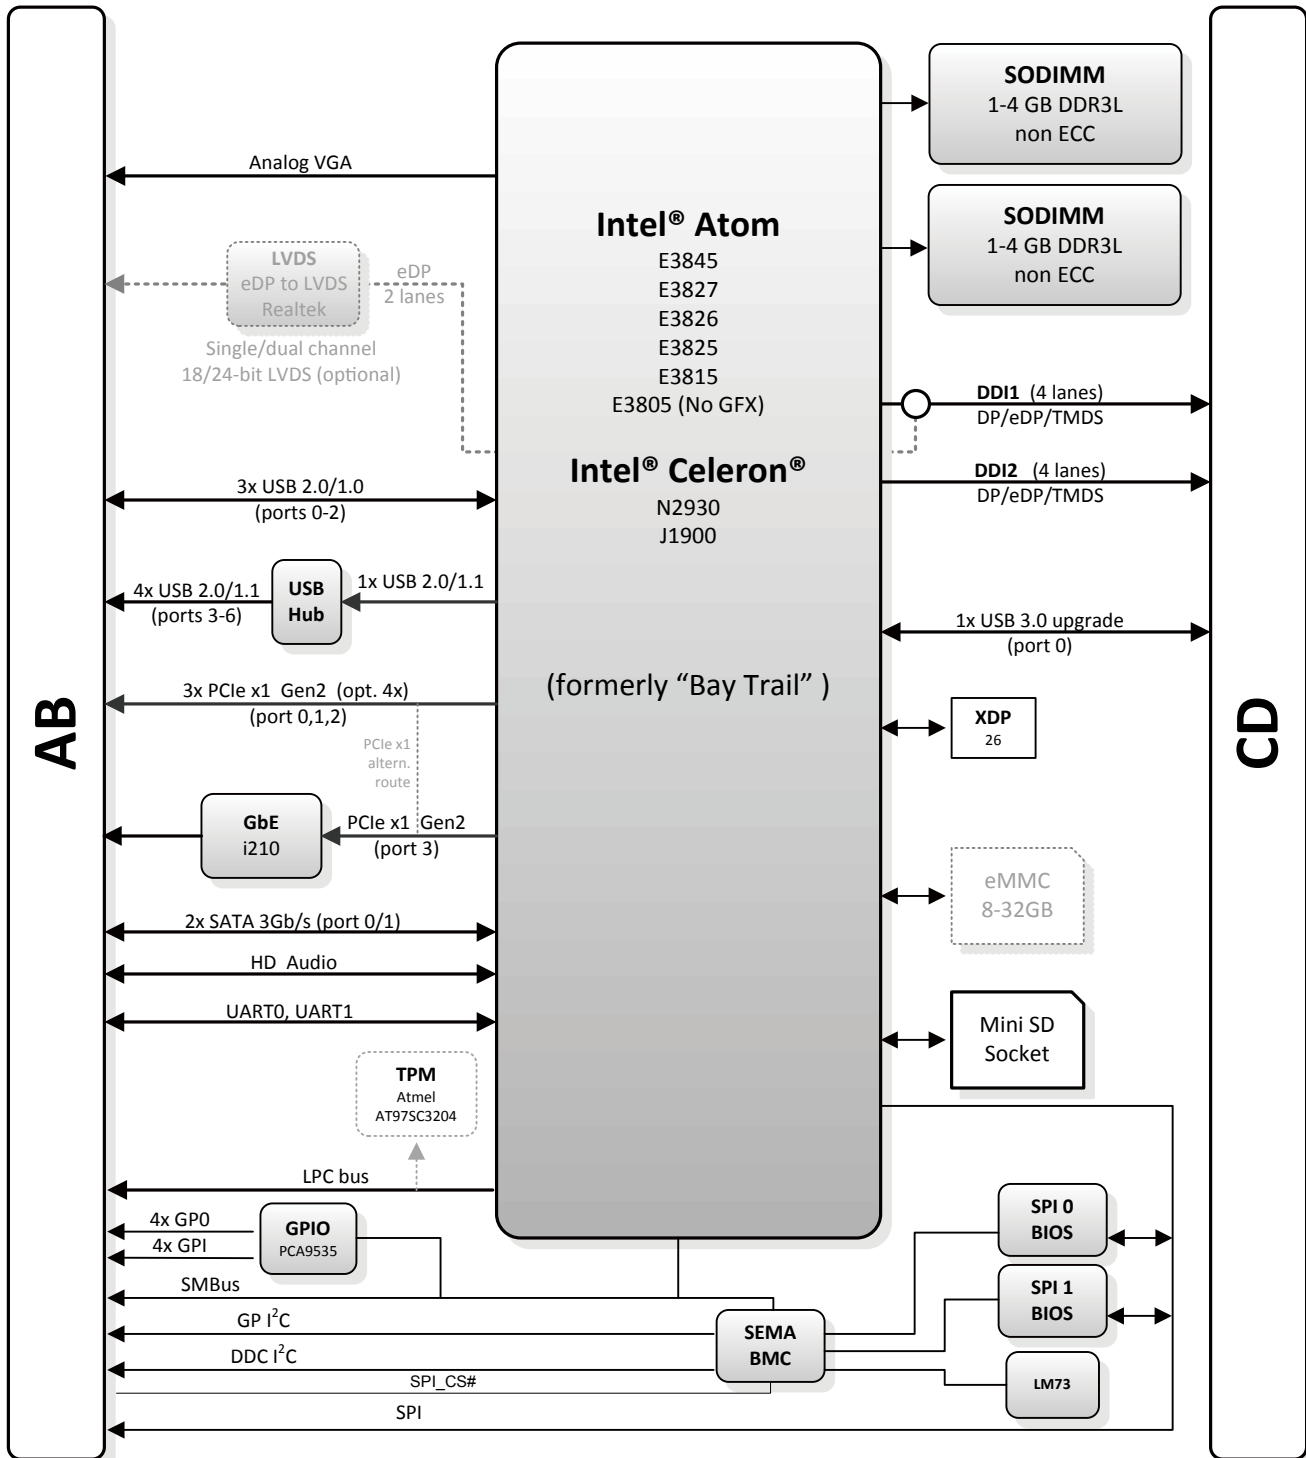 AB
CD
Analog VGA
LVDS
eDP to LVDS
Realtek
eDP
2 lanes
Single/dual channel
18/24-bit LVDS (optional)
3x USB 2.0/1.0
(ports 0-2)
4x USB 2.0/1.1
(ports 3-6)
USB
Hub
1x USB 2.0/1.1
3x PCIe x1 Gen2 (opt. 4x)
(port 0,1,2)
PCIe x1
altern.
route
GbE
i210
PCIe x1 Gen2
(port 3)
2x SATA 3Gb/s (port 0/1)
HD Audio
UART0, UART1
TPM
Atmel
AT97SC3204
LPC bus
4x GP0
4x GPI
GPIO
PCA9535
SMBus
GP I²C
DDC I²C
SPI_CS#
SPI
Intel® Atom
E3845
E3827
E3826
E3825
E3815
E3805 (No GFX)
Intel® Celeron®
N2930
J1900
(formerly “Bay Trail” )
SODIMM
1-4 GB DDR3L
non ECC
SODIMM
1-4 GB DDR3L
non ECC
DDI1 (4 lanes)
DP/eDP/TMDS
DDI2 (4 lanes)
DP/eDP/TMDS
1x USB 3.0 upgrade
(port 0)
XDP
26
eMMC
8-32GB
Mini SD
Socket
SPI 0
BIOS
SPI 1
BIOS
SEMA
BMC
LM73